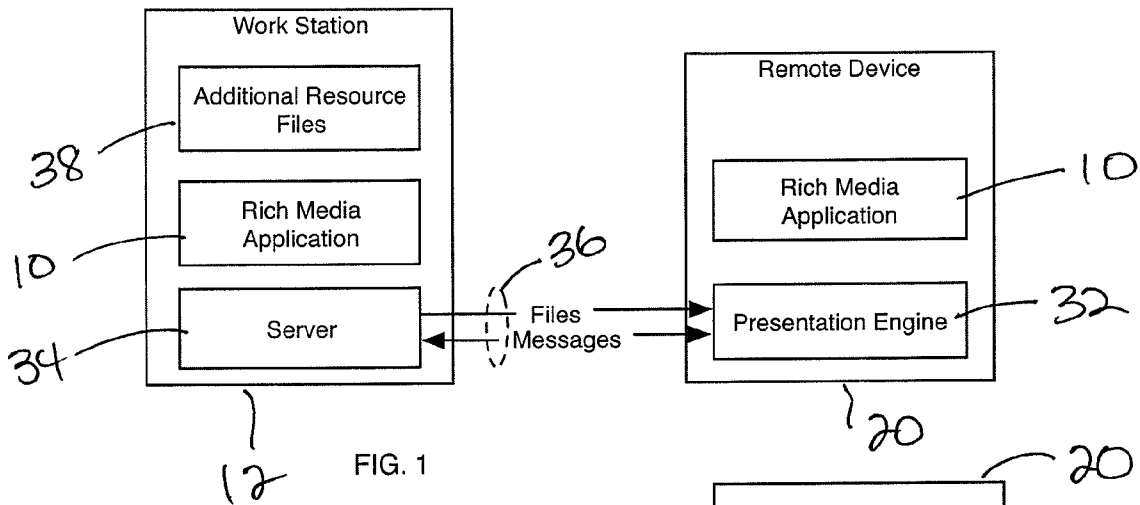 Work Station
Additional Resource
Files
38
Rich Media
Application
10
Server
34
12
36
Files
Messages
Remote Device
Rich Media
Application
10
Presentation Engine
32
20
FIG. 1
20